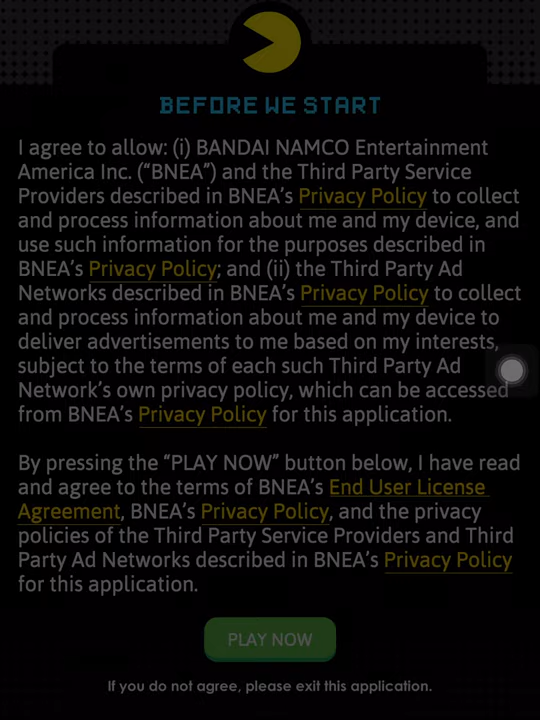 BEFORE WE START
I agree to allow: (i) BANDAI NAMCO Entertainment
America Inc. (“BNEA”) and the Third Party Service
Providers described in BNEA’s Privacy Policy to collect
and process information about me and my device, and
use such information for the purposes described in
BNEA’s Privacy Policy; and (ii) the Third Party Ad
Networks described in BNEA’s Privacy Policy to collect
and process information about me and my device to
deliver advertisements to me based on my interests,
subject to the terms of each such Third Party Ad
Network’s own privacy policy, which can be accessed
from BNEA’s Privacy Policy for this application.
By pressing the “PLAY NOW” button below, I have read
and agree to the terms of BNEA’s End User License
Agreement, BNEA’s Privacy Policy, and the privacy
policies of the Third Party Service Providers and Third
Party Ad Networks described in BNEA’s Privacy Policy
for this application.
PLAY NOW
If you do not agree, please exit this application.